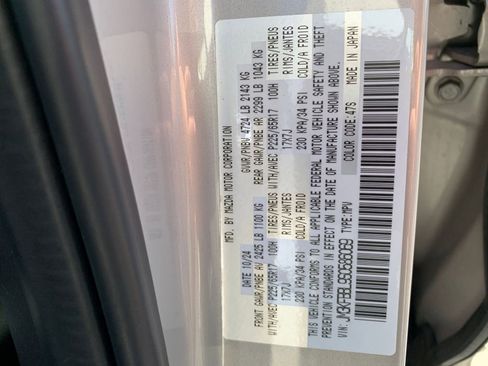 MFD. BY MAZDA MOTOR CORPORATION
DATE 10/24 GVWR/PNBV 4724 LB 2143 KG
FRONT GAWR/PNBE AV 2425 LB 1100 KG REAR GAWR/PNBE AR 2299 LB 1043 KG
WITH/AVEC P225/65R17 100H TIRES/PNEUS WITH/AVEC P225/65R17 100H TIRES/PNEUS
17X7J RIMS/JANTES 17X7J RIMS/JANTES
230 KPA/34 PSI COLD/A FROID 230 KPA/34 PSI COLD/A FROID
THIS VEHICLE CONFORMS TO ALL APPLICABLE FEDERAL MOTOR VEHICLE SAFETY AND THEFT
PREVENTION STANDARDS IN EFFECT ON THE DATE OF MANUFACTURE SHOWN ABOVE.
VIN: TYPE:MPV COLOR CODE:47S MADE IN JAPAN